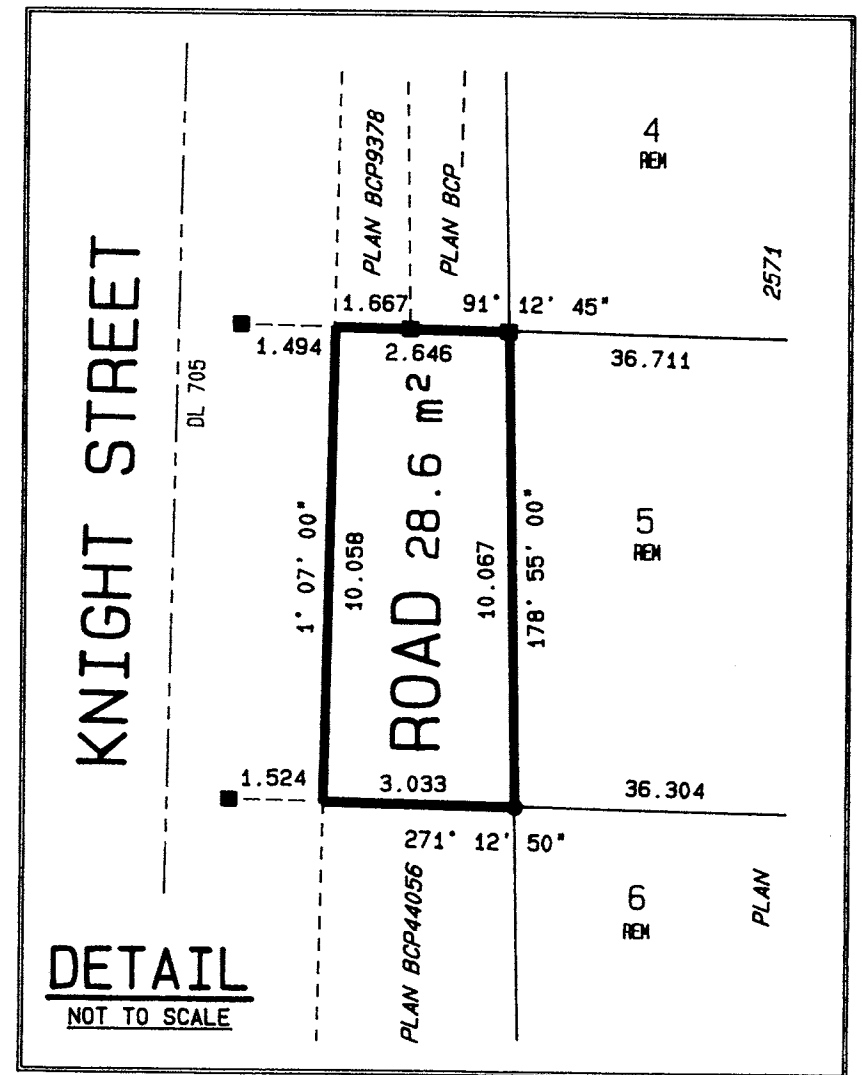 4
REM
PLAN BCP9378
PLAN BCP_ _ _ _
2571
KNIGHT STREET
DL 705
1.667
91° 12' 45"
1.494
2.646
36.711
1° 07' 00"
10.058
ROAD 28.6 m²
10.067
178° 55' 00"
5
REM
1.524
3.033
36.304
271° 12' 50"
PLAN BCP44056
6
REM
PLAN
DETAIL
NOT TO SCALE